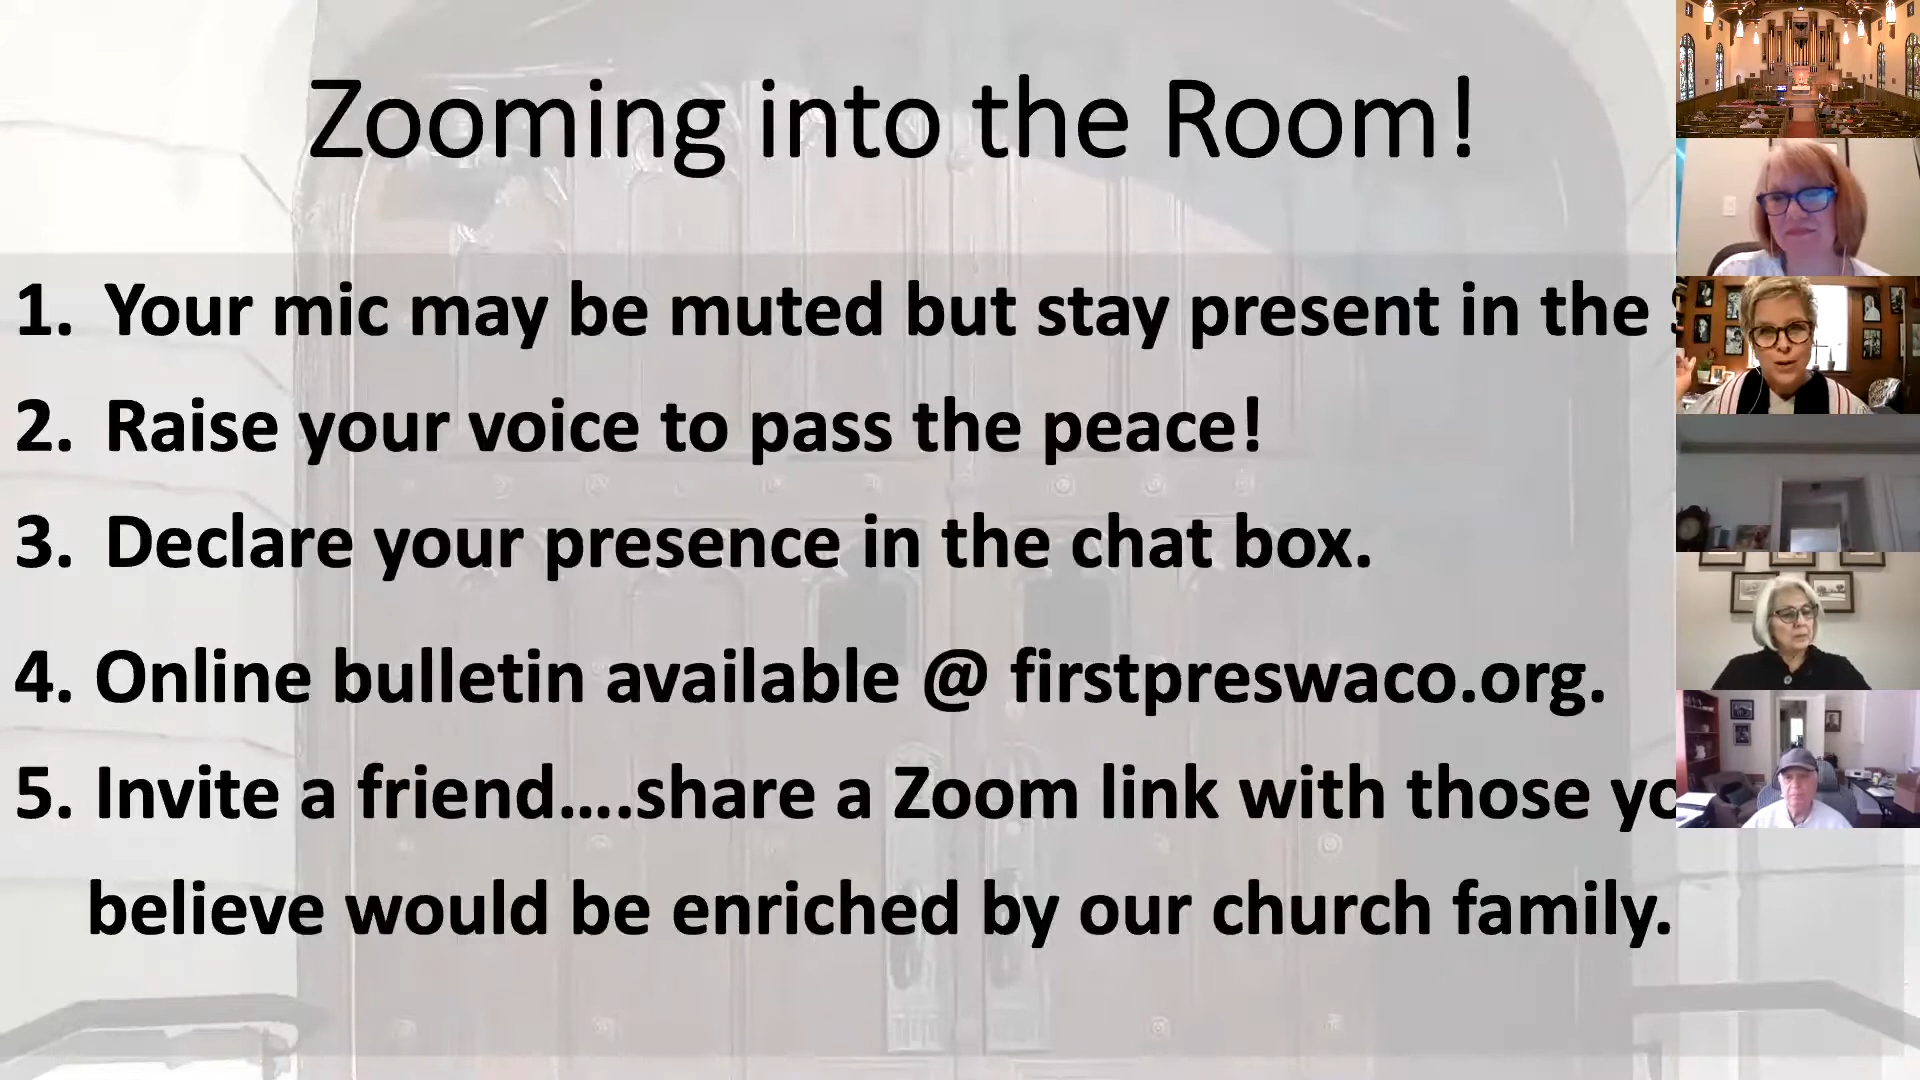 Zooming into the Room!
1. Your mic may be muted but stay present in the
2. Raise your voice to pass the peace!
3. Declare your presence in the chat box.
4. Online bulletin available @ firstpreswaco.org.
5. Invite a friend....share a Zoom link with those yo
believe would be enriched by our church family.